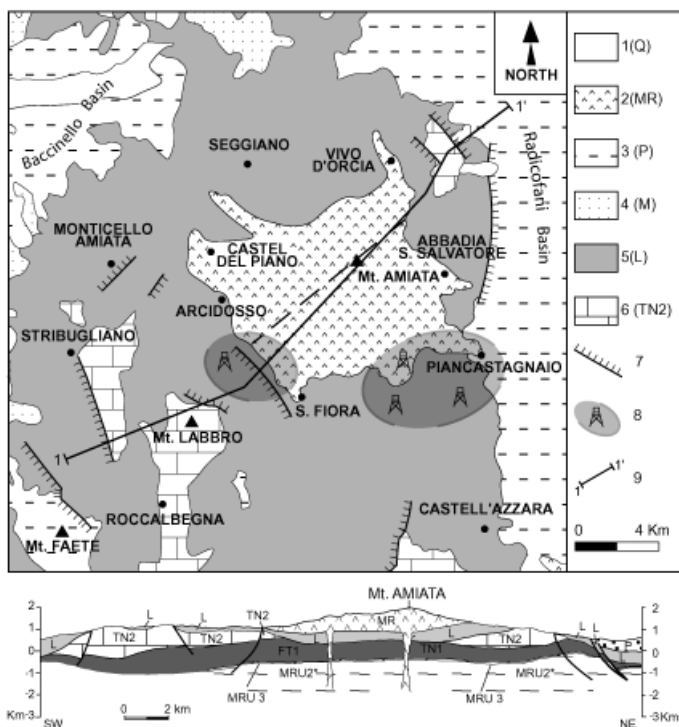 NORTH
1'
Baccinello Basin
SEGGIANO
VIVO
D'ORCIA
Radicofani Basin
MONTICELLO
AMIATA
CASTEL
DEL PIANO
ABBADIA
S. SALVATORE
Mt. AMIATA
ARCIDOSSO
STRIBUGLIANO
PIANCASTAGNAIO
S. FIORA
Mt. LABBRO
1
ROCCALBEGNA
CASTELL'AZZARA
Mt. FAETE
1(Q)
2(MR)
3 (P)
4 (M)
5(L)
6 (TN2)
7
8
1'
1
9
0 4 Km
Mt. AMIATA
2
1
0
-1
-2
Km-3
SW
L
TN2
L
L
TN2
TN2
MR
L
L
TN2
L
L
P
FT1
TN1
MRU2*
MRU2*
MRU 3
MRU 3
0 2 km
2
1
0
-1
-2
-3Km
NE